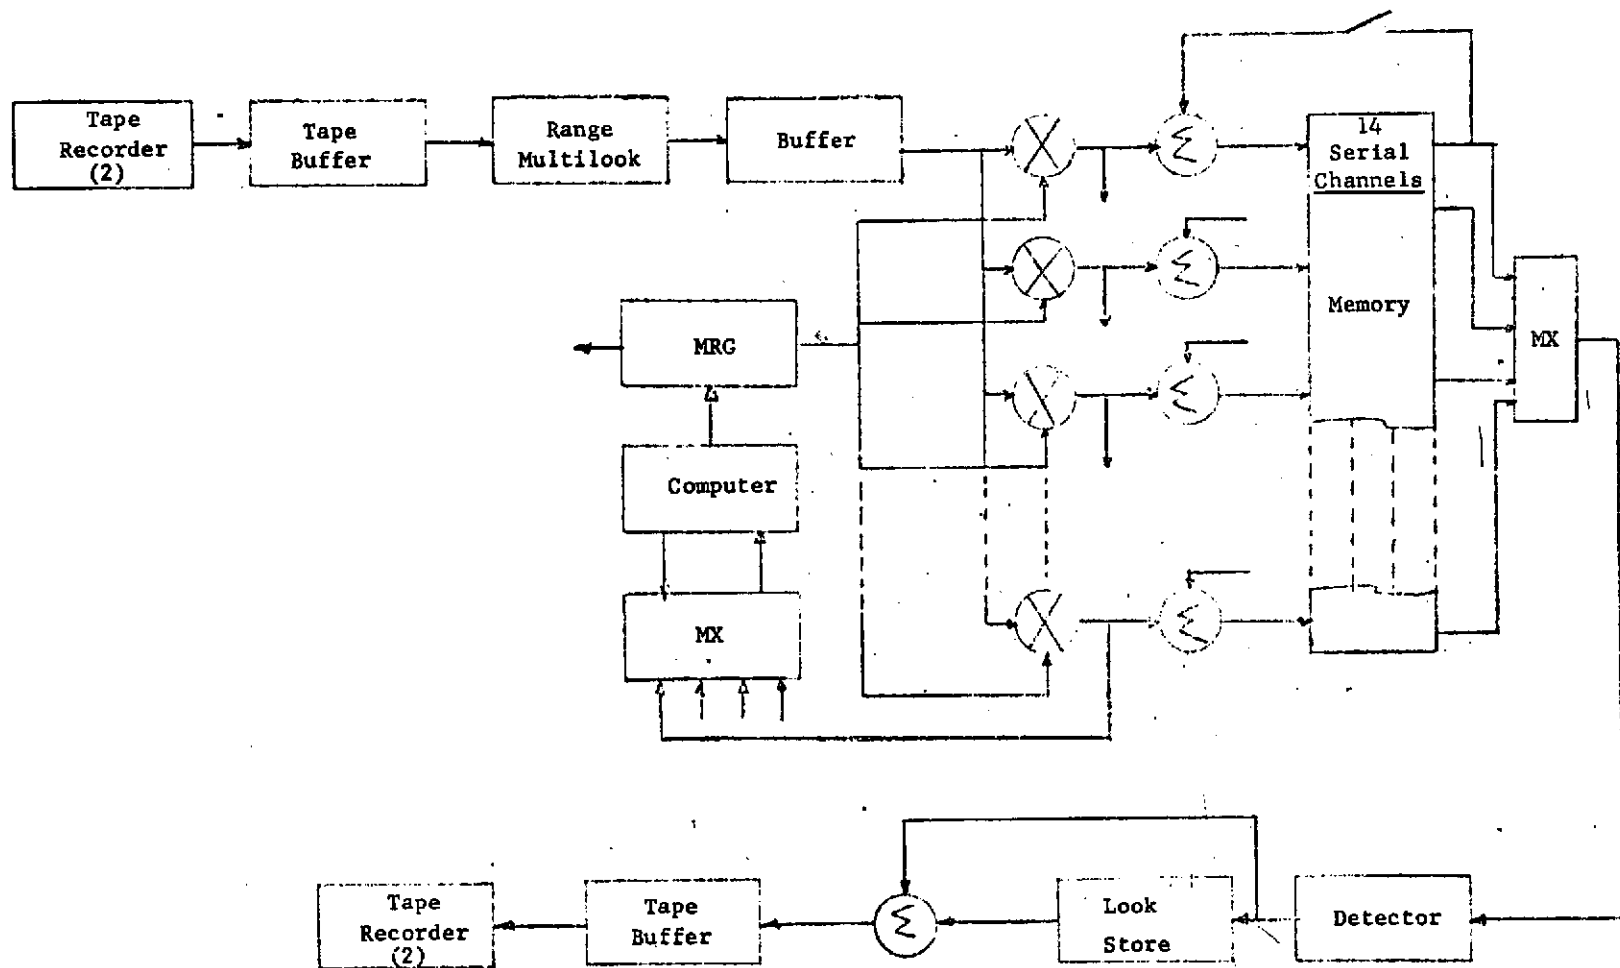 Tape
Recorder
(2)
Tape
Buffer
Range
Multilook
Buffer
Σ
14
Serial
Channels
Σ
MRG
Memory
MX
Σ
Computer
Σ
MX
Tape
Recorder
(2)
Tape
Buffer
Σ
Look
Store
Detector